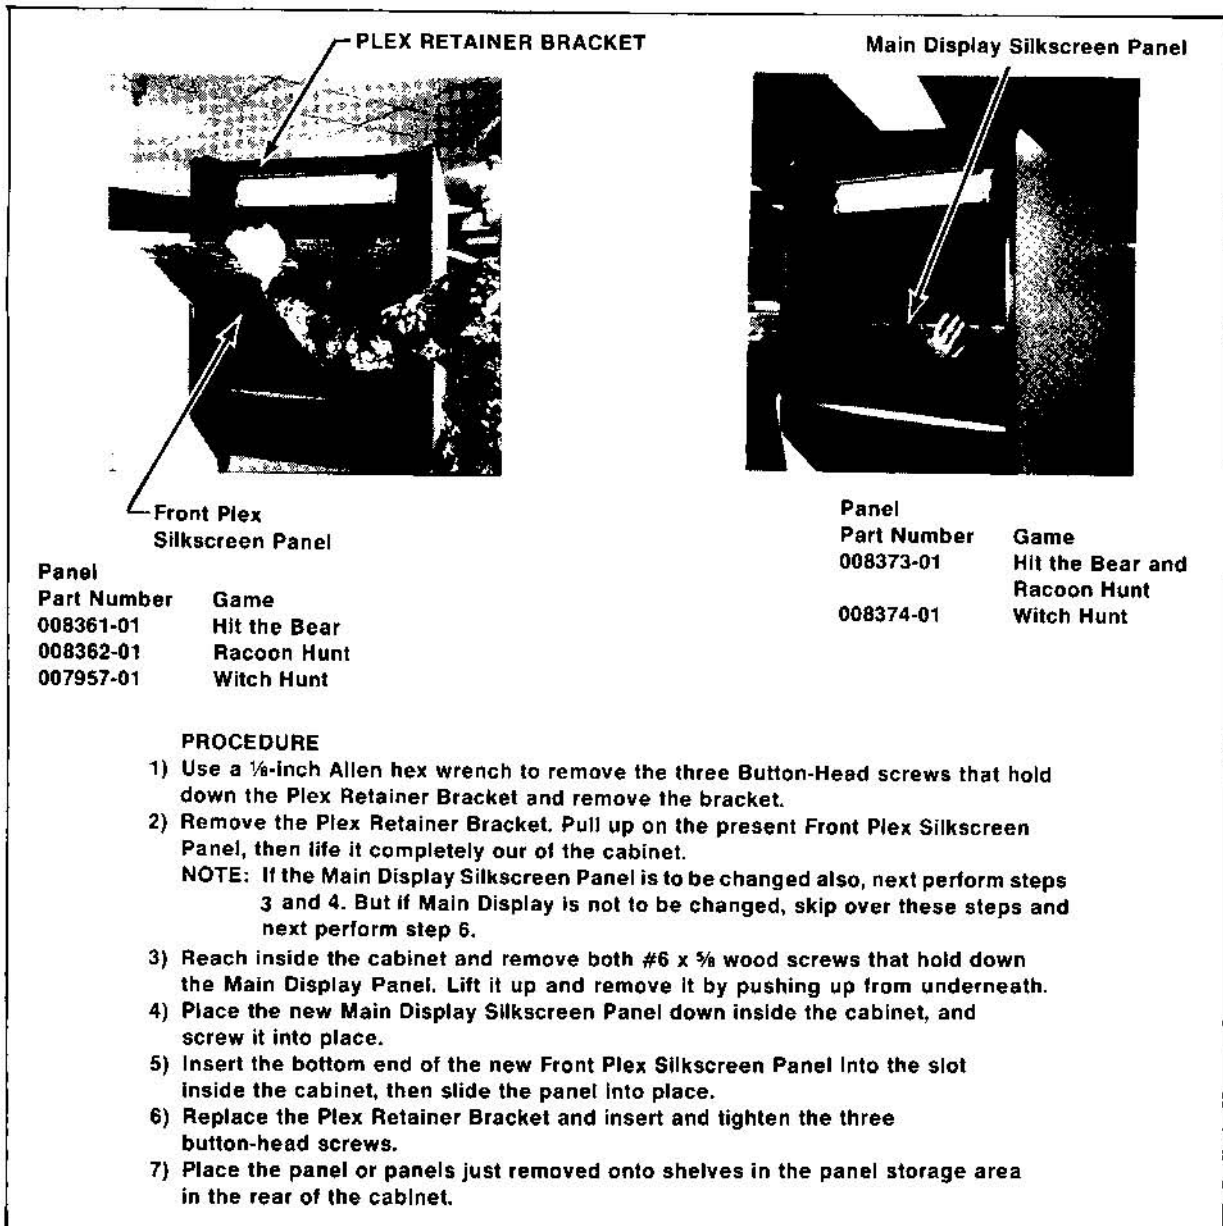 PLEX RETAINER BRACKET
Main Display Silkscreen Panel
Front Plex
Silkscreen Panel
Panel
Part Number Game
008361-01 Hit the Bear
008362-01 Racoon Hunt
007957-01 Witch Hunt
Panel
Part Number Game
008373-01 Hit the Bear and
Racoon Hunt
008374-01 Witch Hunt
PROCEDURE
1) Use a ⅛-inch Allen hex wrench to remove the three Button-Head screws that hold
down the Plex Retainer Bracket and remove the bracket.
2) Remove the Plex Retainer Bracket. Pull up on the present Front Plex Silkscreen
Panel, then life it completely our of the cabinet.
NOTE: If the Main Display Silkscreen Panel is to be changed also, next perform steps
3 and 4. But if Main Display is not to be changed, skip over these steps and
next perform step 6.
3) Reach inside the cabinet and remove both #6 x ⅝ wood screws that hold down
the Main Display Panel. Lift it up and remove it by pushing up from underneath.
4) Place the new Main Display Silkscreen Panel down inside the cabinet, and
screw it into place.
5) Insert the bottom end of the new Front Plex Silkscreen Panel into the slot
inside the cabinet, then slide the panel into place.
6) Replace the Plex Retainer Bracket and insert and tighten the three
button-head screws.
7) Place the panel or panels just removed onto shelves in the panel storage area
in the rear of the cabinet.